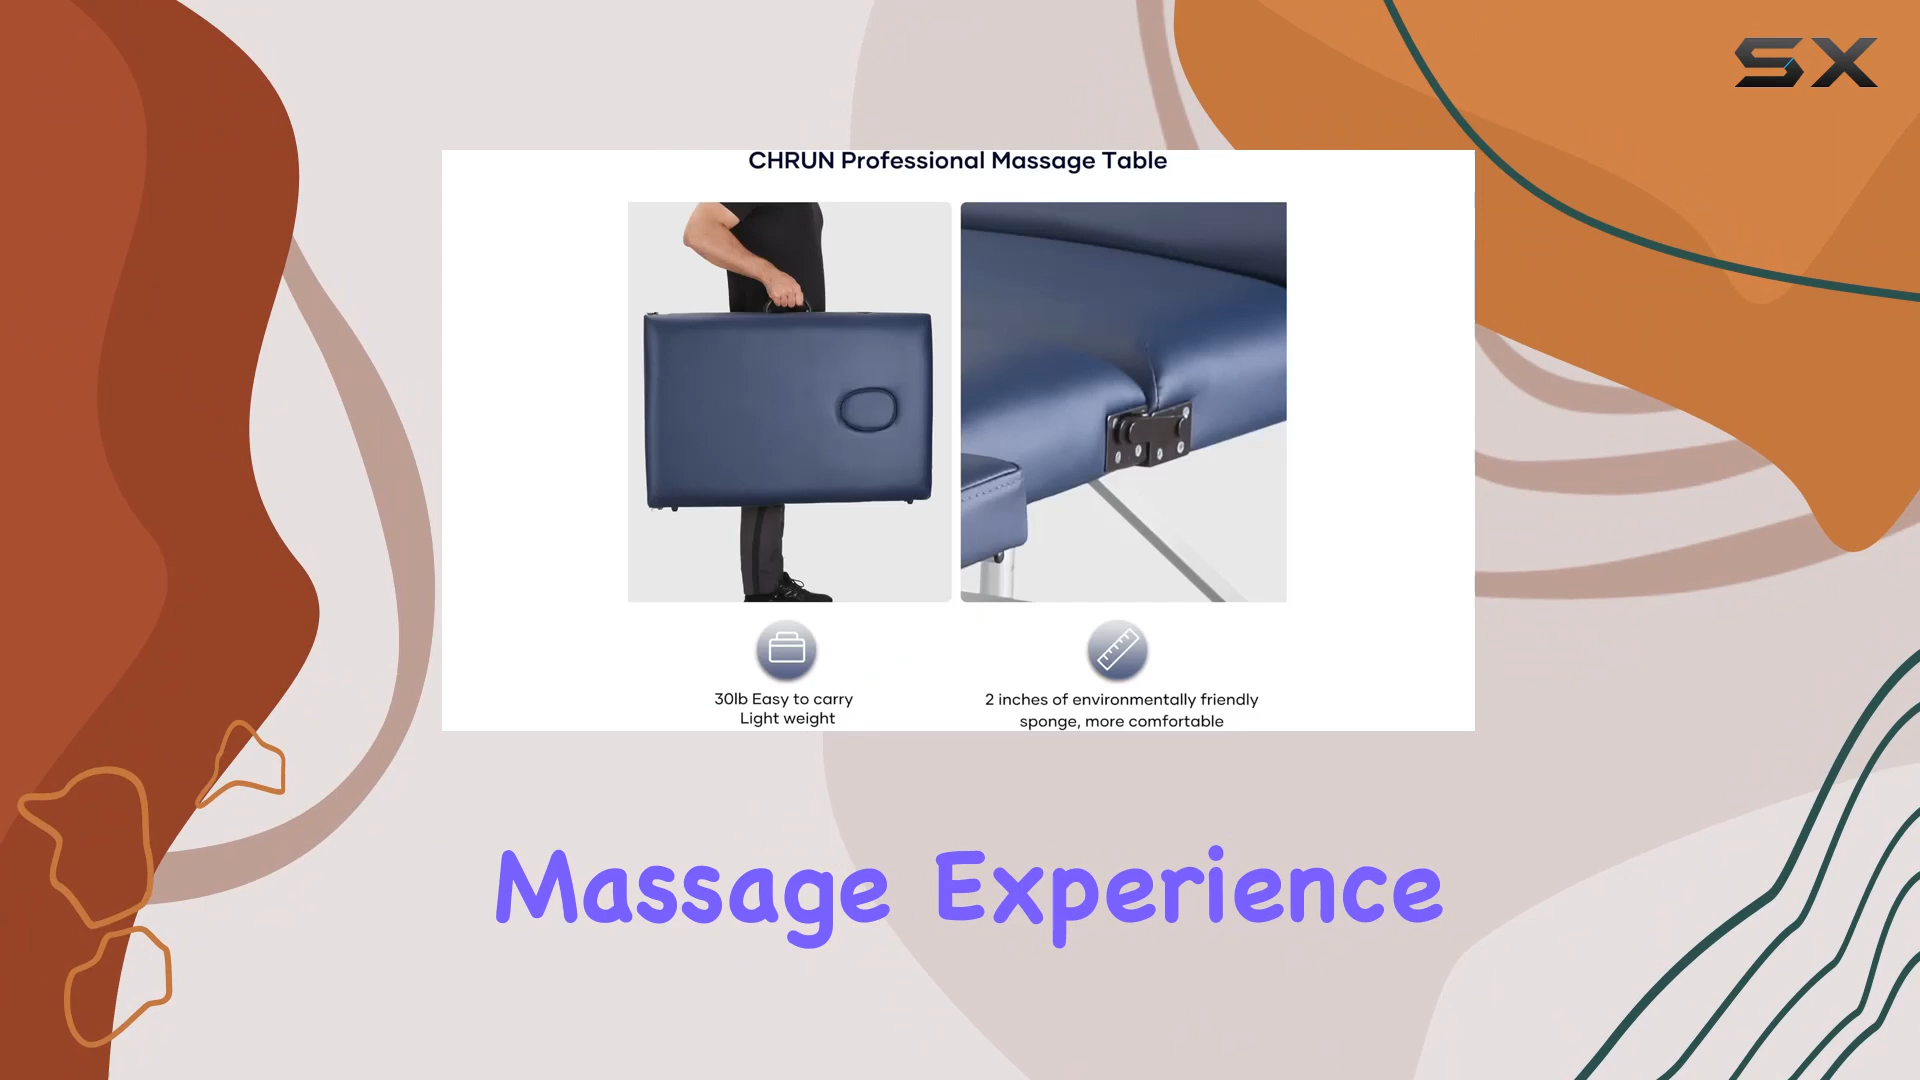 SX
CHRUN Professional Massage Table
30lb Easy to carry
Light weight
2 inches of environmentally friendly
sponge, more comfortable
Massage Experience